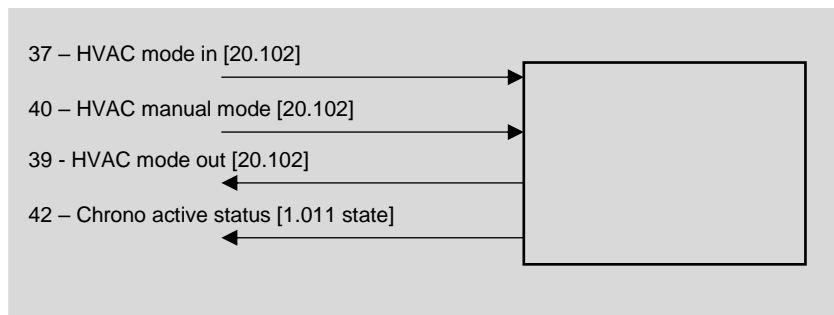 37 – HVAC mode in [20.102]
40 – HVAC manual mode [20.102]
39 - HVAC mode out [20.102]
42 – Chrono active status [1.011 state]